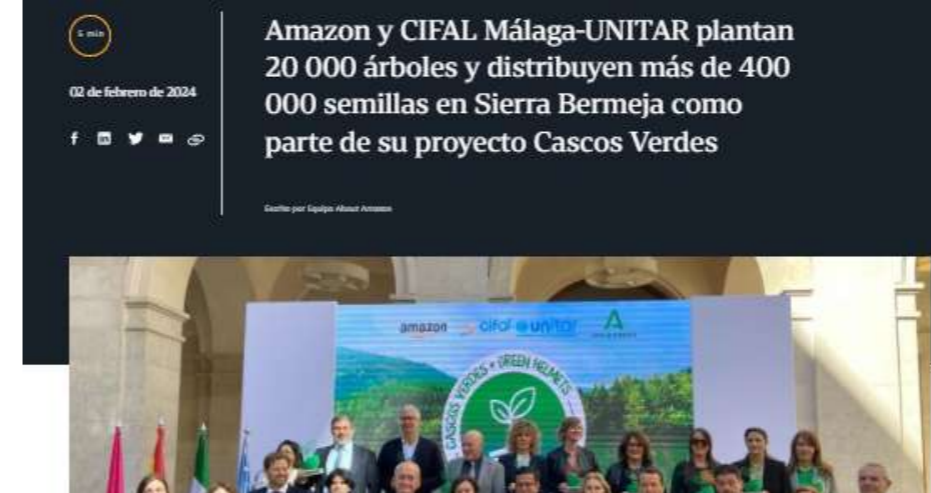 5 min
02 de febrero de 2024
Amazon y CIFAL Málaga-UNITAR plantan
20 000 árboles y distribuyen más de 400
000 semillas en Sierra Bermeja como
parte de su proyecto Cascos Verdes
Escrito por Equipo About Amazon
amazon cifal unitar
CASCOS VERDES • GREEN HELMETS